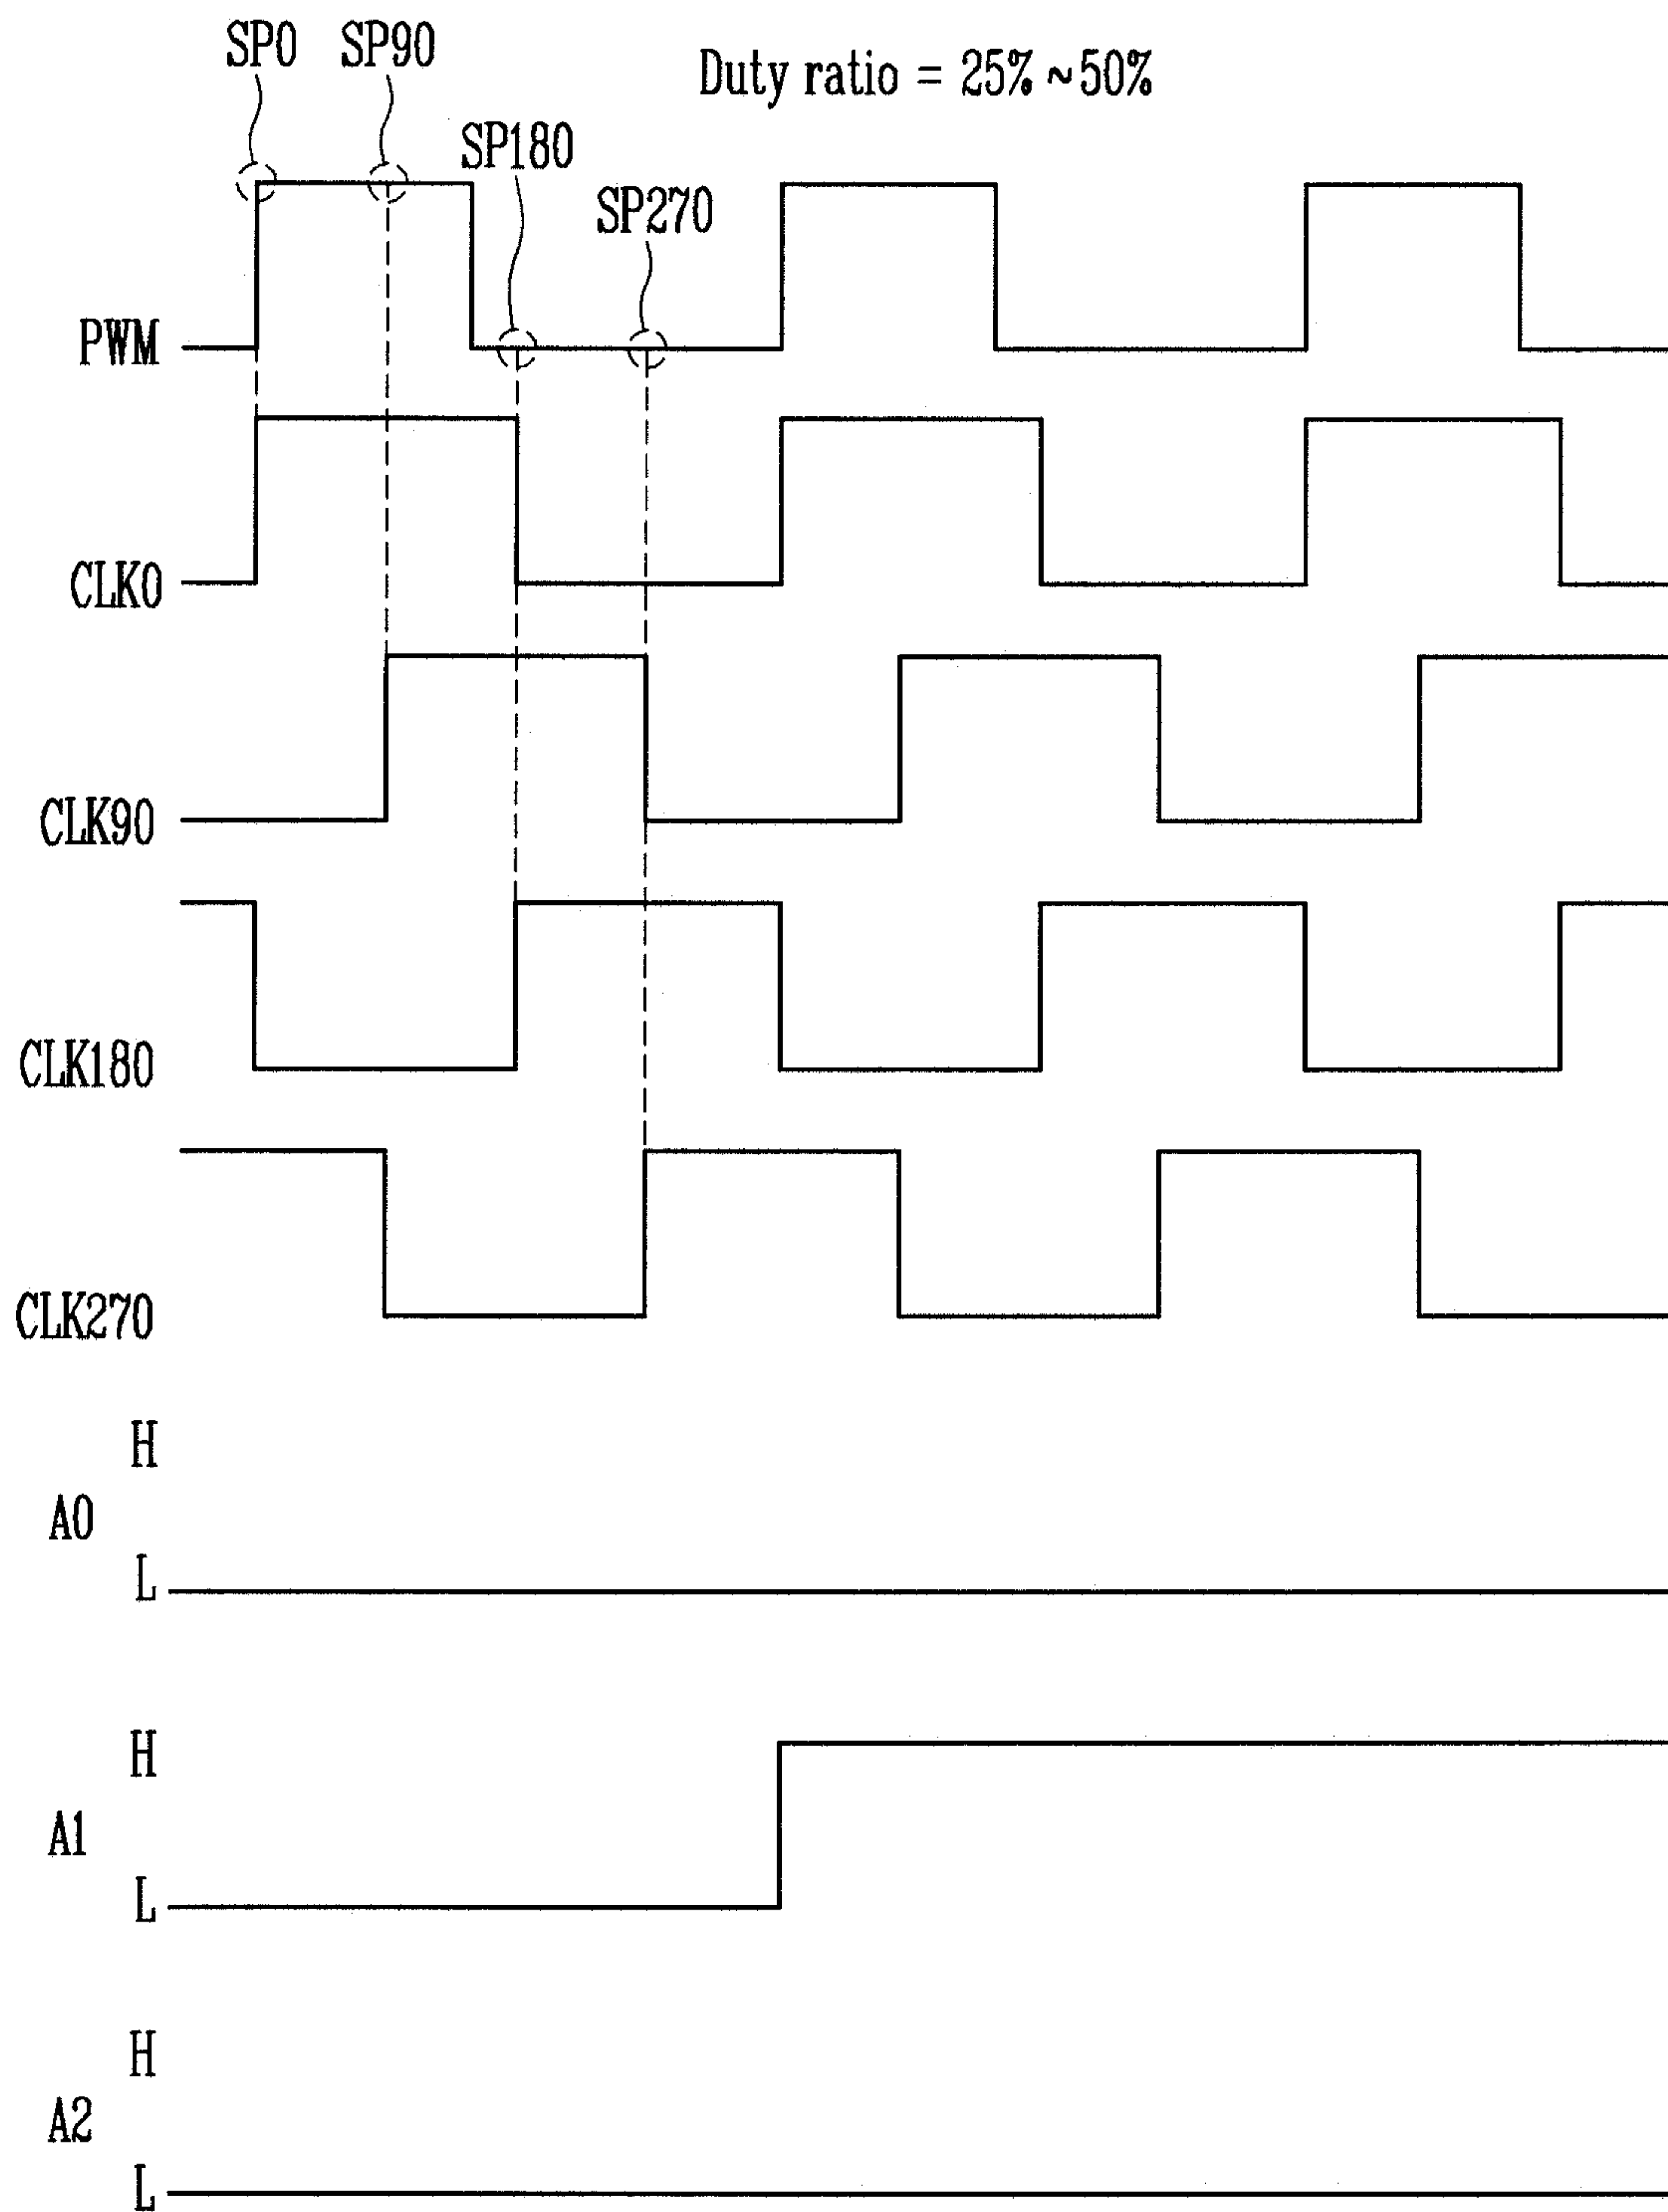 SP0 SP90
Duty ratio = 25% ~ 50%
SP180
SP270
PWM
CLK0
CLK90
CLK180
CLK270
H
A0
L
H
A1
L
H
A2
L